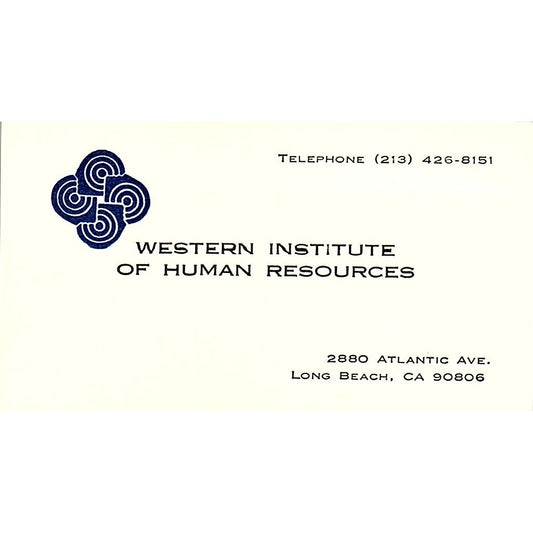 Telephone (213) 426-8151
WESTERN INSTITUTE
OF HUMAN RESOURCES
2880 Atlantic Ave.
Long Beach, CA 90806